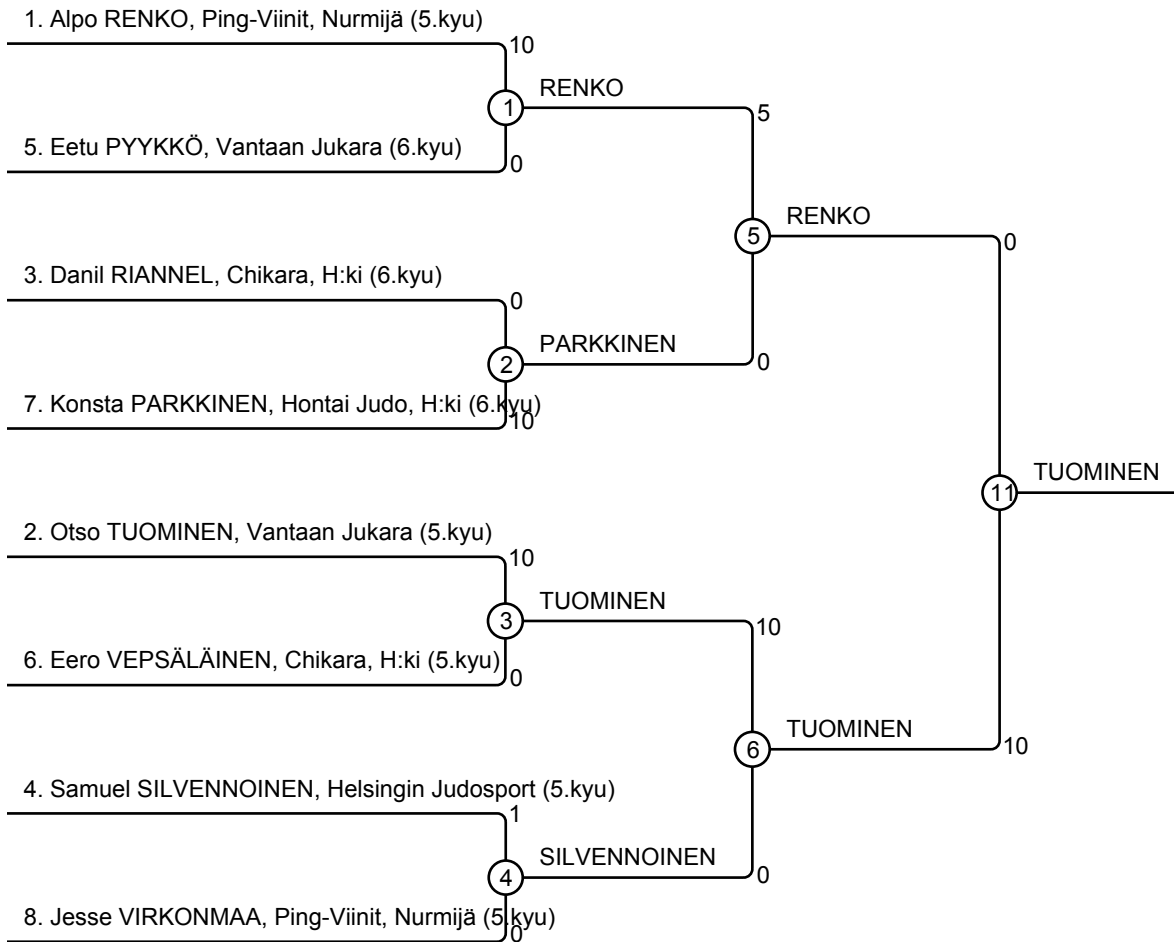 1. Alpo RENKO, Ping-Viinit, Nurmijä (5.kyu)
10
1
RENKO
5
5. Eetu PYYKKÖ, Vantaan Jukara (6.kyu)
0
5
RENKO
0
3. Danil RIANNEL, Chikara, H:ki (6.kyu)
0
2
PARKKINEN
0
7. Konsta PARKKINEN, Hontai Judo, H:ki (6.kyu)
10
11
TUOMINEN
2. Otso TUOMINEN, Vantaan Jukara (5.kyu)
10
3
TUOMINEN
10
6. Eero VEPSÄLÄINEN, Chikara, H:ki (5.kyu)
0
6
TUOMINEN
10
4. Samuel SILVENNOINEN, Helsingin Judosport (5.kyu)
1
4
SILVENNOINEN
0
8. Jesse VIRKONMAA, Ping-Viinit, Nurmijä (5.kyu)
0